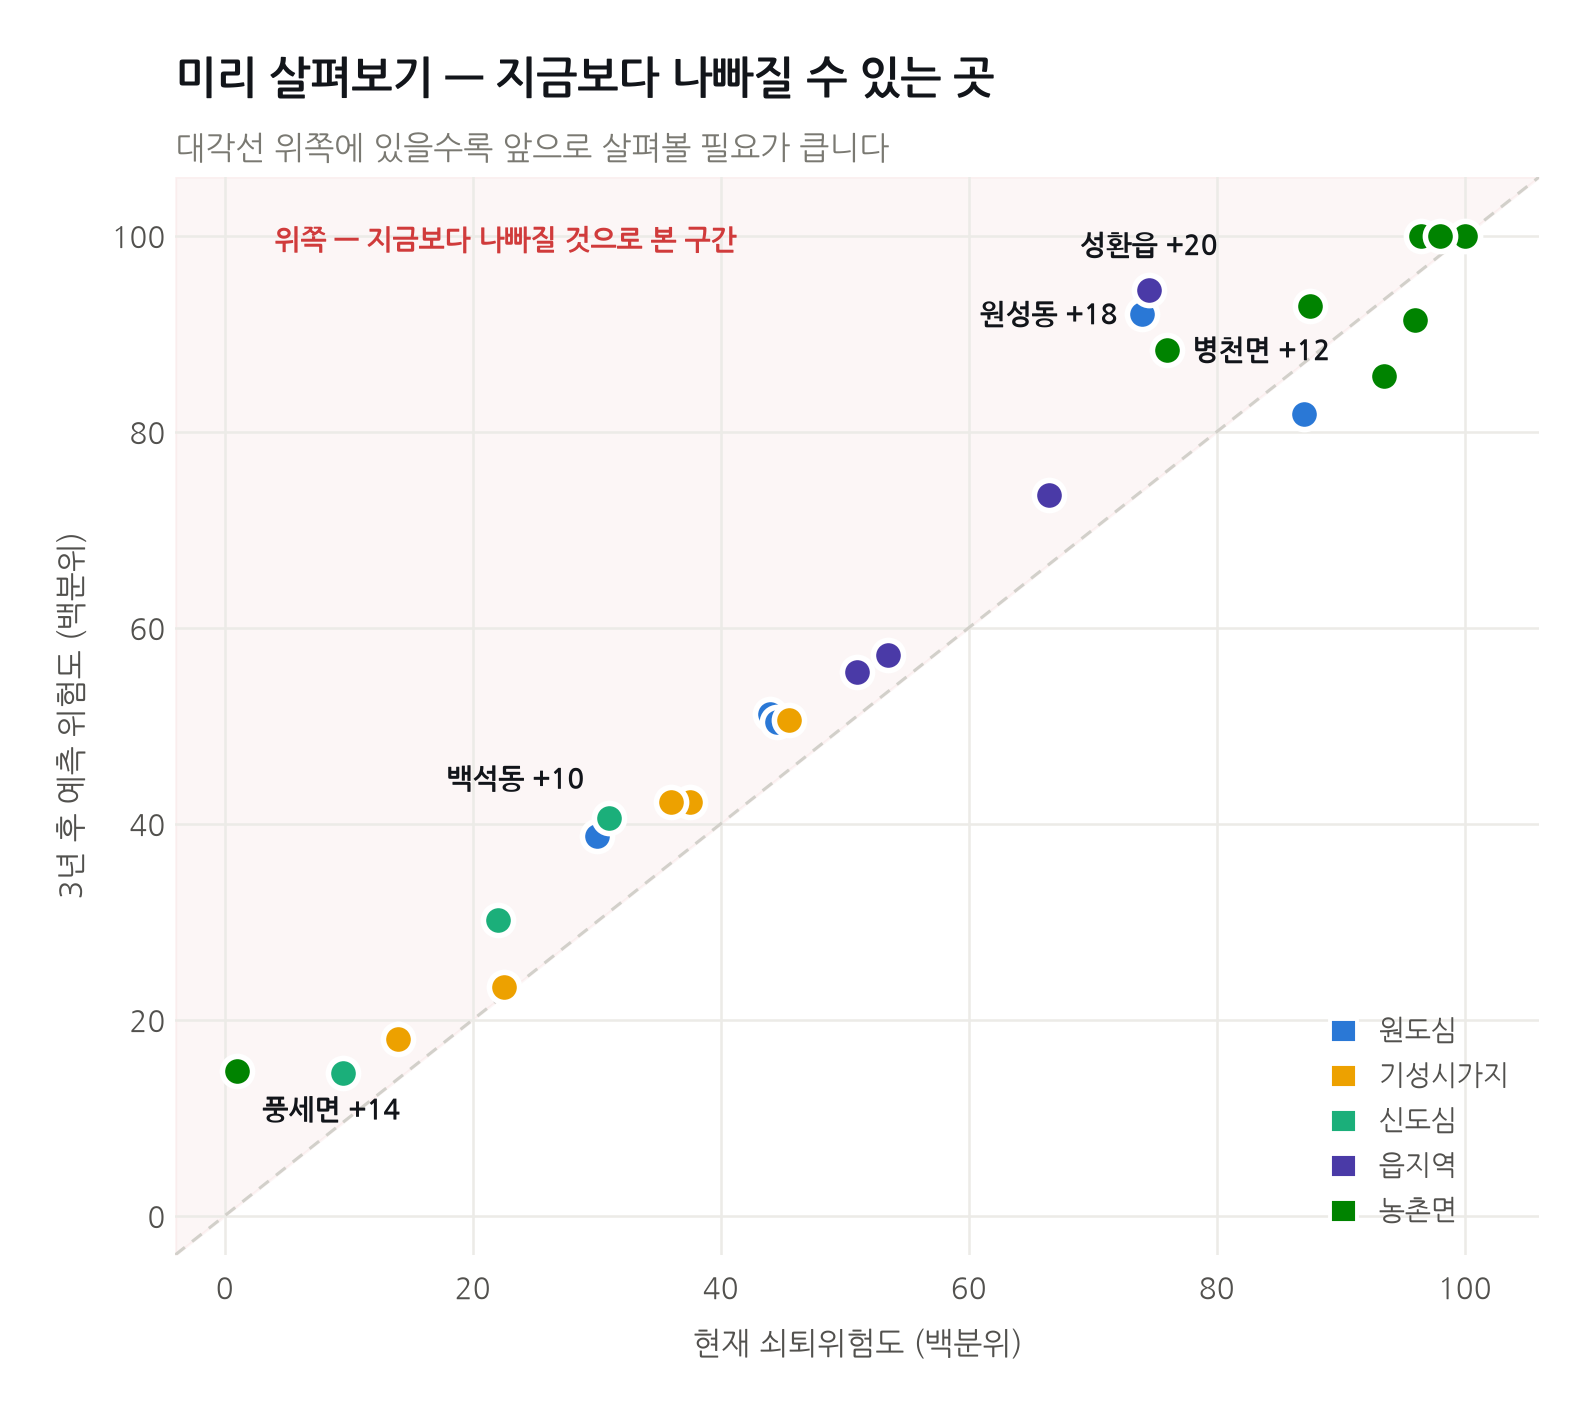 미리 살펴보기 — 지금보다 나빠질 수 있는 곳
대각선 위쪽에 있을수록 앞으로 살펴볼 필요가 큽니다
위쪽 — 지금보다 나빠질 것으로 본 구간
성환읍 +20
원성동 +18
병천면 +12
백석동 +10
풍세면 +14
3년 후 예측 위험도 (백분위)
100
80
60
40
20
0
원도심
기성시가지
신도심
읍지역
농촌면
0 20 40 60 80 100
현재 쇠퇴위험도 (백분위)